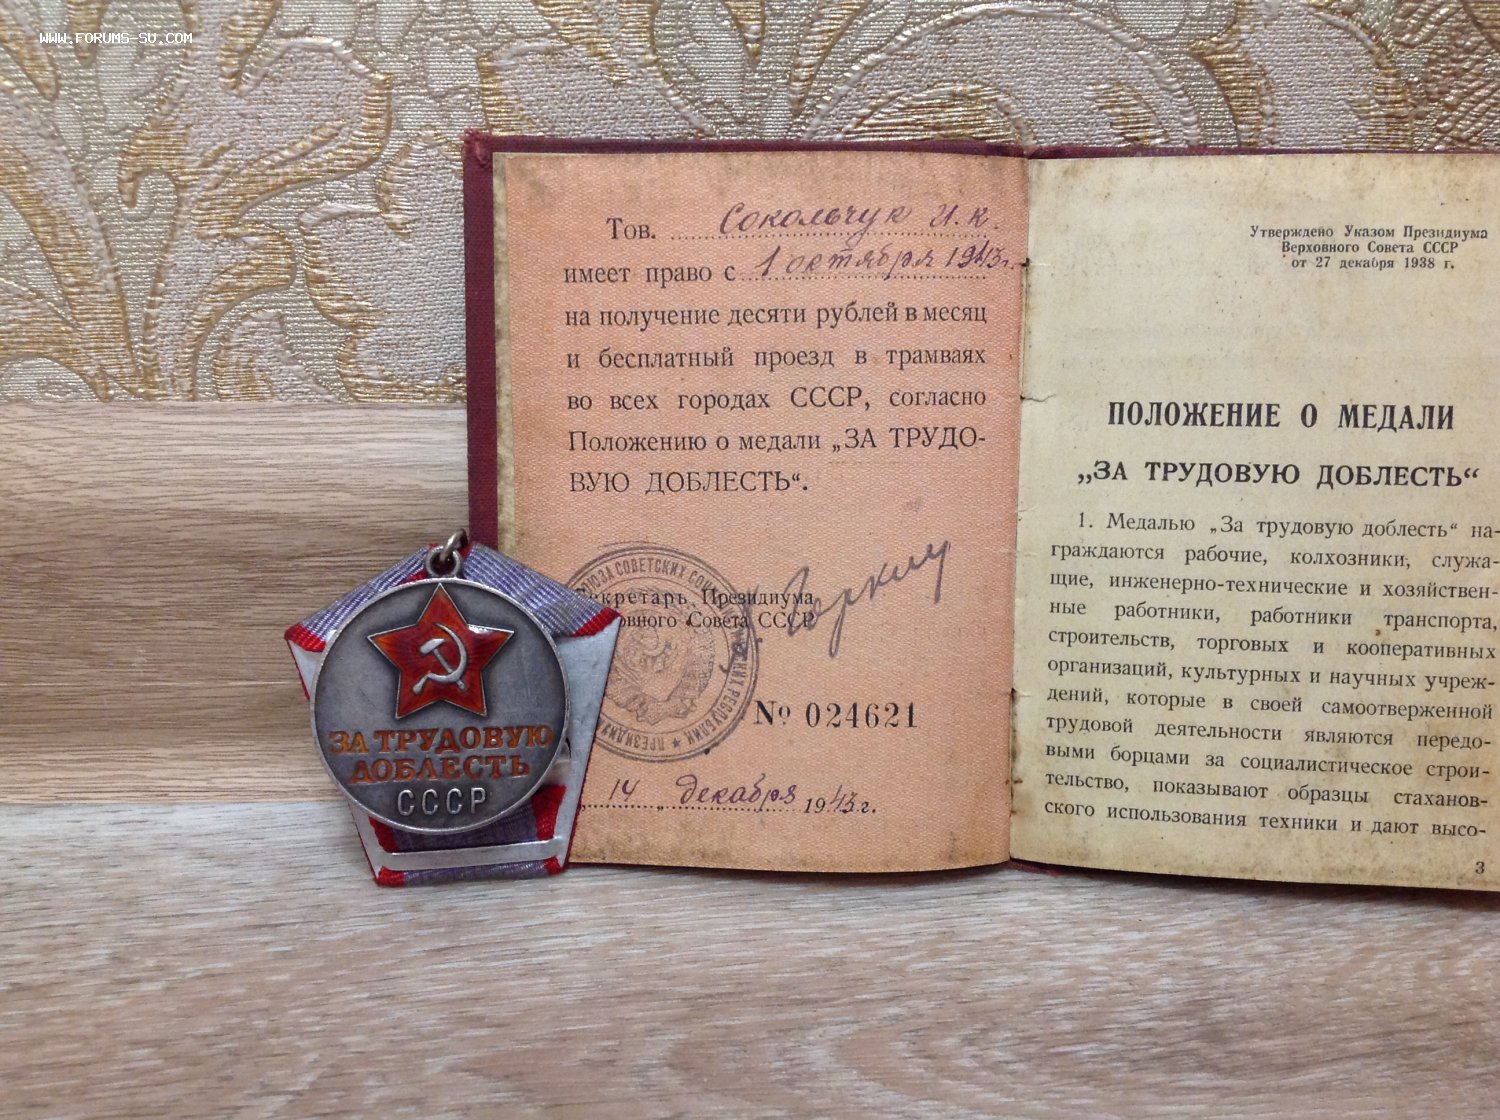 WWW.FORUMS-SU.COM
Тов. Сокольчук И.К.
имеет право с 1 октября 1943г.
на получение десяти рублей в месяц
и бесплатный проезд в трамваях
во всех городах СССР, согласно
Положению о медали „ЗА ТРУДО-
ВУЮ ДОБЛЕСТЬ“.
Секретарь Президиума
Верховного Совета СССР
Горкин
№ 024621
14 „ декабря 1943г.
ЗА ТРУДОВУЮ
ДОБЛЕСТЬ
СССР
Утверждено Указом Президиума
Верховного Совета СССР
от 27 декабря 1938 г.
ПОЛОЖЕНИЕ О МЕДАЛИ
„ЗА ТРУДОВУЮ ДОБЛЕСТЬ“
1. Медалью „За трудовую доблесть“ на-
граждаются рабочие, колхозники, служа-
щие, инженерно-технические и хозяйствен-
ные работники, работники транспорта,
строительств, торговых и кооперативных
организаций, культурных и научных учреж-
дений, которые в своей самоотверженной
трудовой деятельности являются передо-
выми борцами за социалистическое строи-
тельство, показывают образцы стаханов-
ского использования техники и дают высо-
3